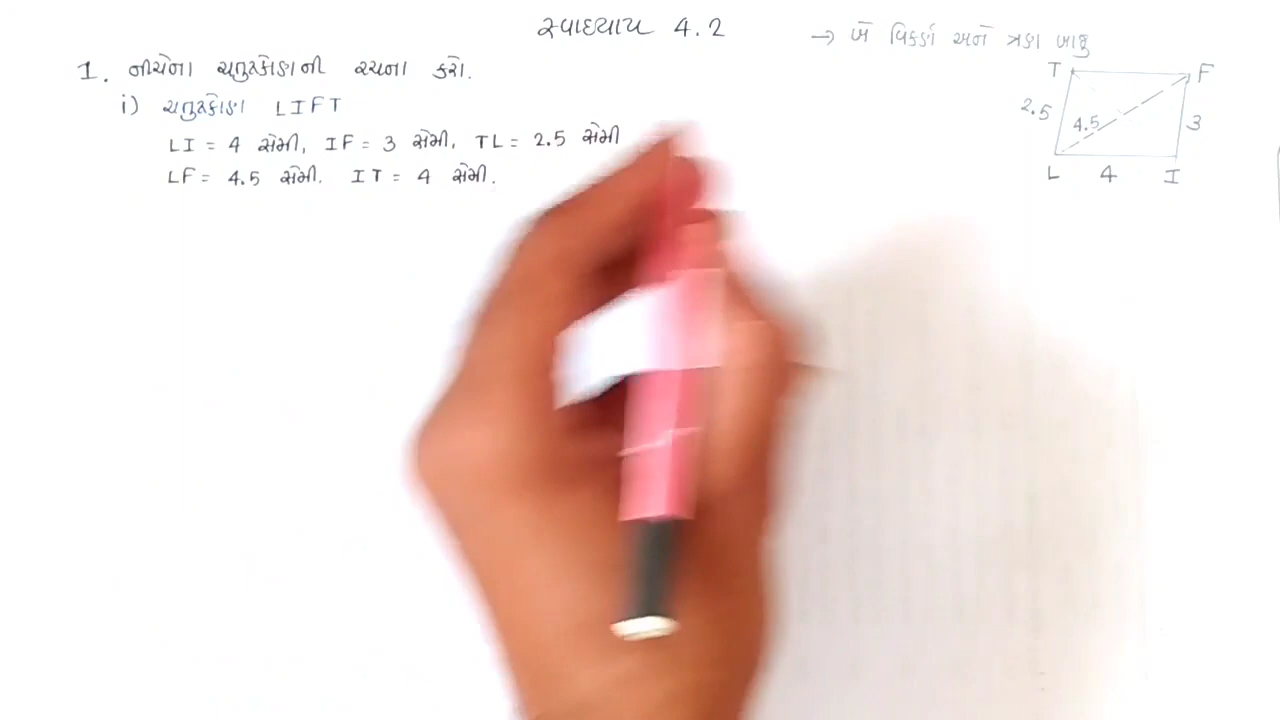 સ્વાધ્યાય 4.2
→ બે વિકર્ણો અને ત્રણ બાજુ
1. નીચેના ચતુષ્કોણની રચના કરો.
i) ચતુષ્કોણ LIFT
LI = 4 સેમી, IF = 3 સેમી, TL = 2.5 સેમી
LF = 4.5 સેમી. IT = 4 સેમી.
T F
2.5 4.5 3
L 4 I